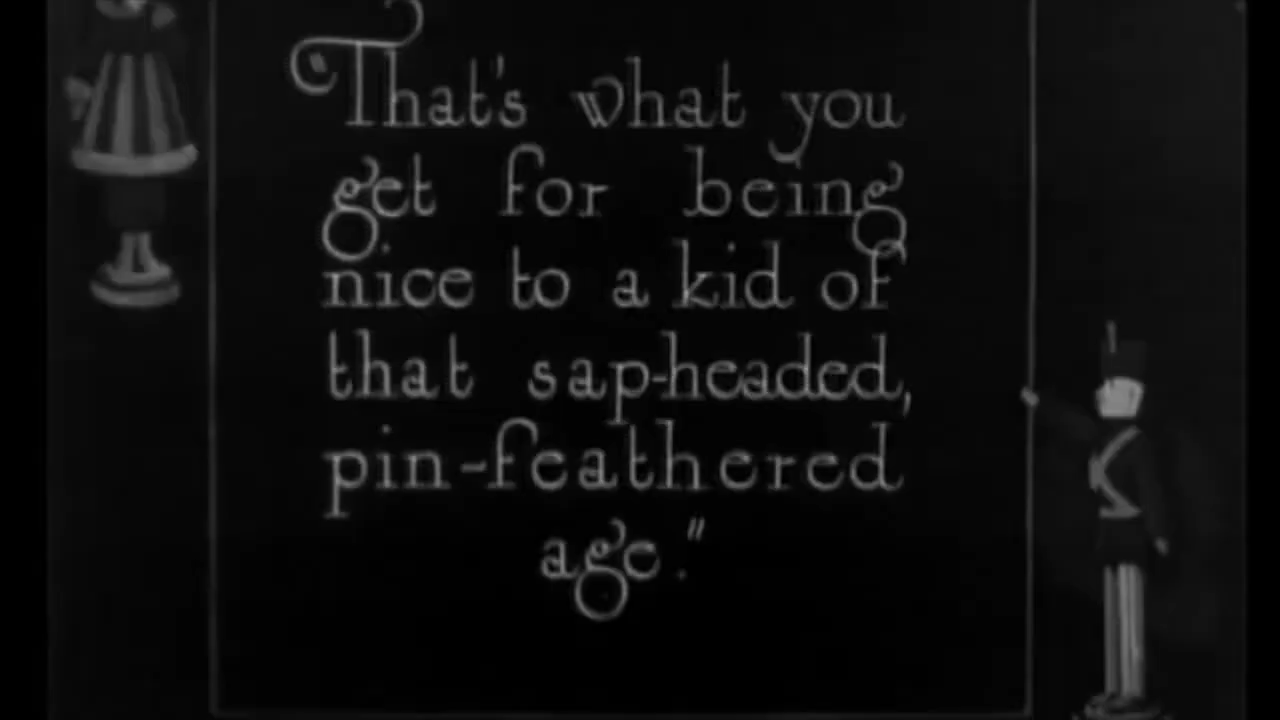 That's what you
get for being
nice to a kid of
that sap-headed,
pin-feathered
age."